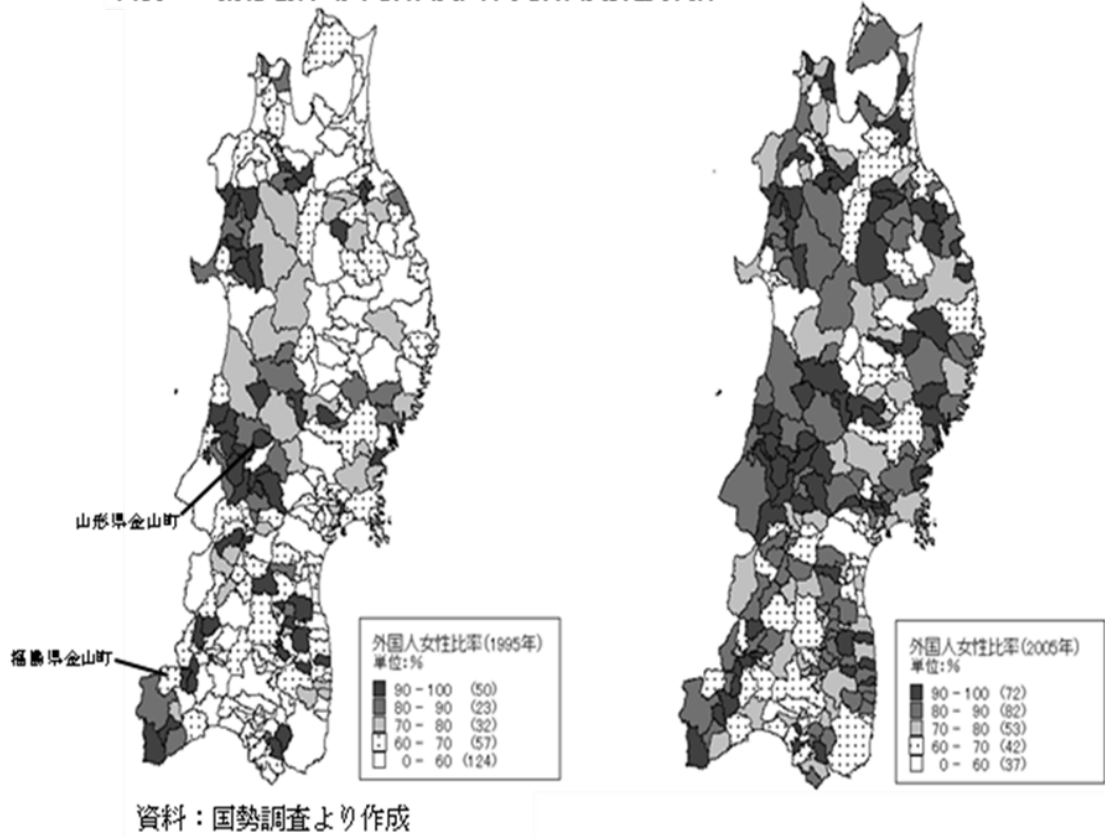 山形県金山町
福島県金山町
外国人女性比率(1995年)
単位:%
90-100 (50)
80-90 (23)
70-80 (32)
60-70 (57)
0-60 (124)
外国人女性比率(2005年)
単位:%
90-100 (72)
80-90 (82)
70-80 (53)
60-70 (42)
0-60 (37)
資料：国勢調査より作成